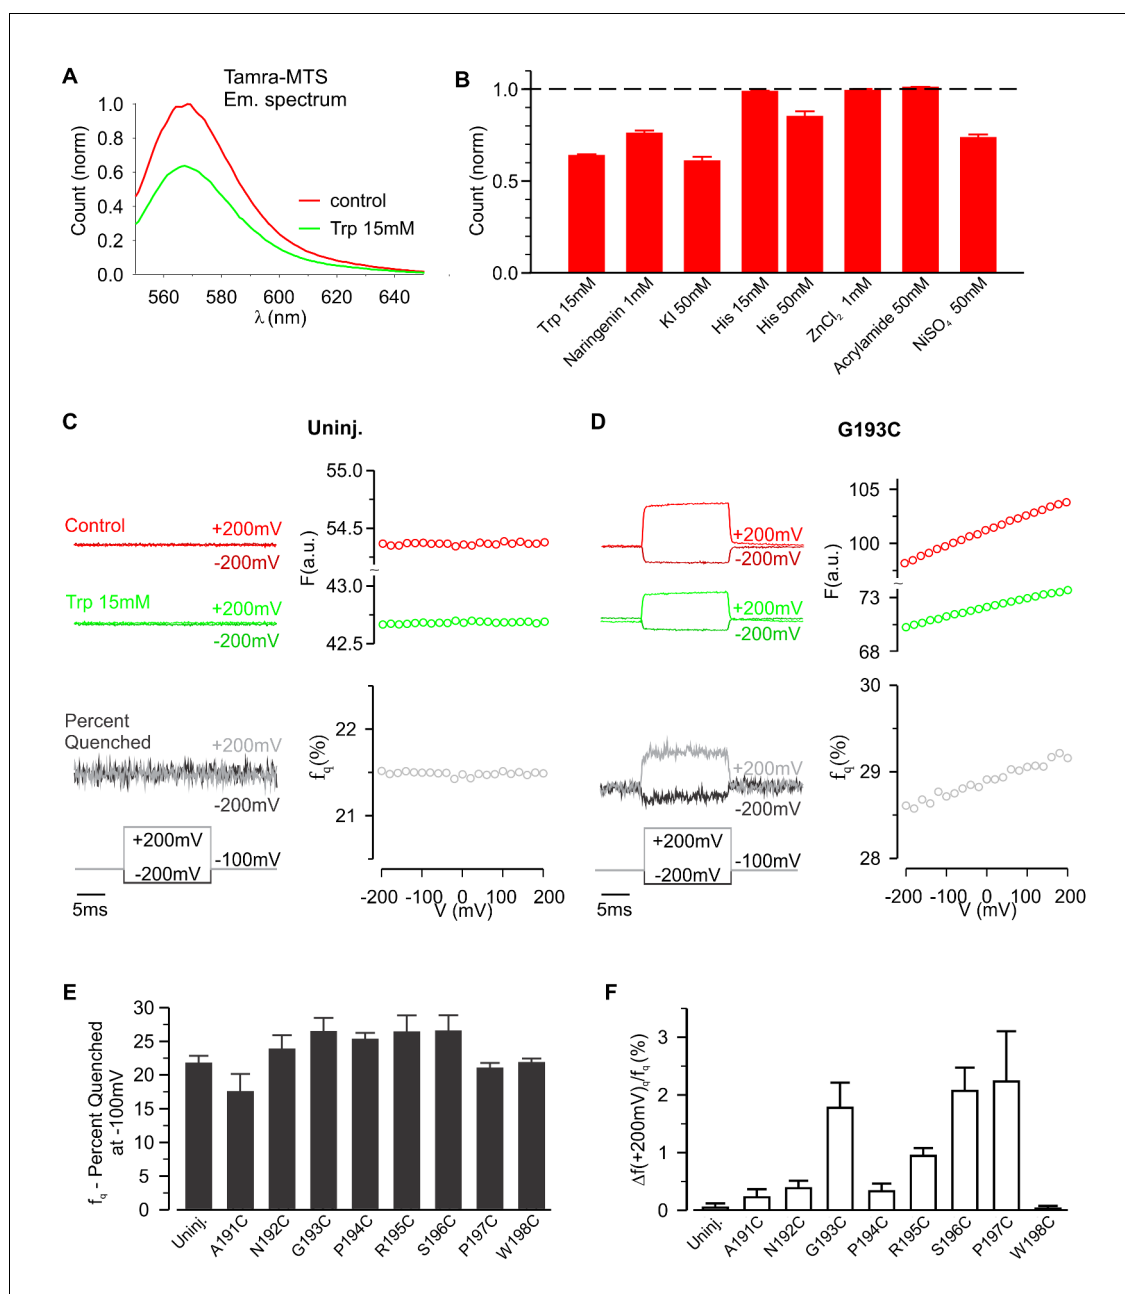 A
Tamra-MTS
Em. spectrum
Count (norm)
1.0
0.8
0.6
0.4
0.2
0.0
control
Trp 15mM
560 580 600 620 640
λ (nm)
B
Count (norm)
1.0
0.5
0.0
Trp 15mM
Naringenin 1mM
KI 50mM
His 15mM
His 50mM
ZnCl2 1mM
Acrylamide 50mM
NiSO4 50mM
C
Uninj.
Control
+200mV
-200mV
Trp 15mM
+200mV
-200mV
Percent
Quenched
+200mV
-200mV
+200mV
-200mV
-100mV
5ms
F(a.u.)
55.0
54.5
43.0
42.5
≈
fq(%)
22
21
-200 -100 0 100 200
V (mV)
D
G193C
+200mV
-200mV
+200mV
-200mV
+200mV
-200mV
+200mV
-200mV
-100mV
5ms
F(a.u.)
105
100
≈
73
68
fq(%)
30
29
28
-200 -100 0 100 200
V (mV)
E
fq - Percent Quenched
at -100mV
30
25
20
15
10
5
0
Uninj.
A191C
N192C
G193C
P194C
R195C
S196C
P197C
W198C
F
Δf(+200mV)q/fq(%)
3
2
1
0
Uninj.
A191C
N192C
G193C
P194C
R195C
S196C
P197C
W198C